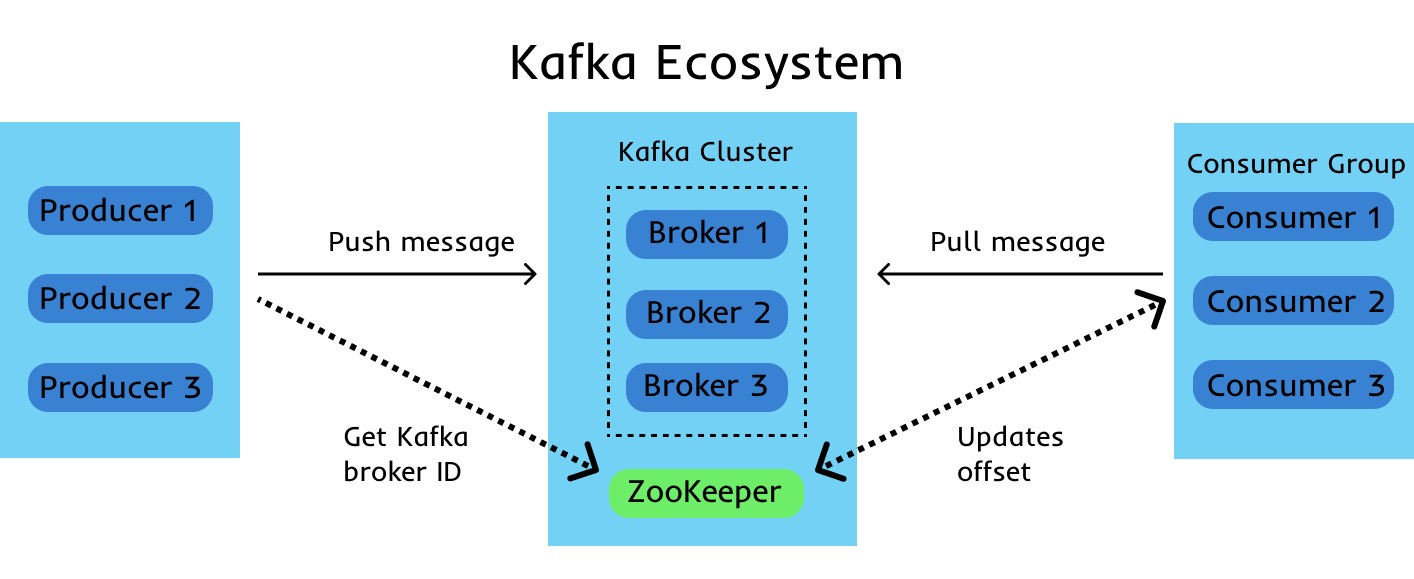 Kafka Ecosystem
Producer 1
Producer 2
Producer 3
Push message
Get Kafka
broker ID
Kafka Cluster
Broker 1
Broker 2
Broker 3
ZooKeeper
Pull message
Updates
offset
Consumer Group
Consumer 1
Consumer 2
Consumer 3